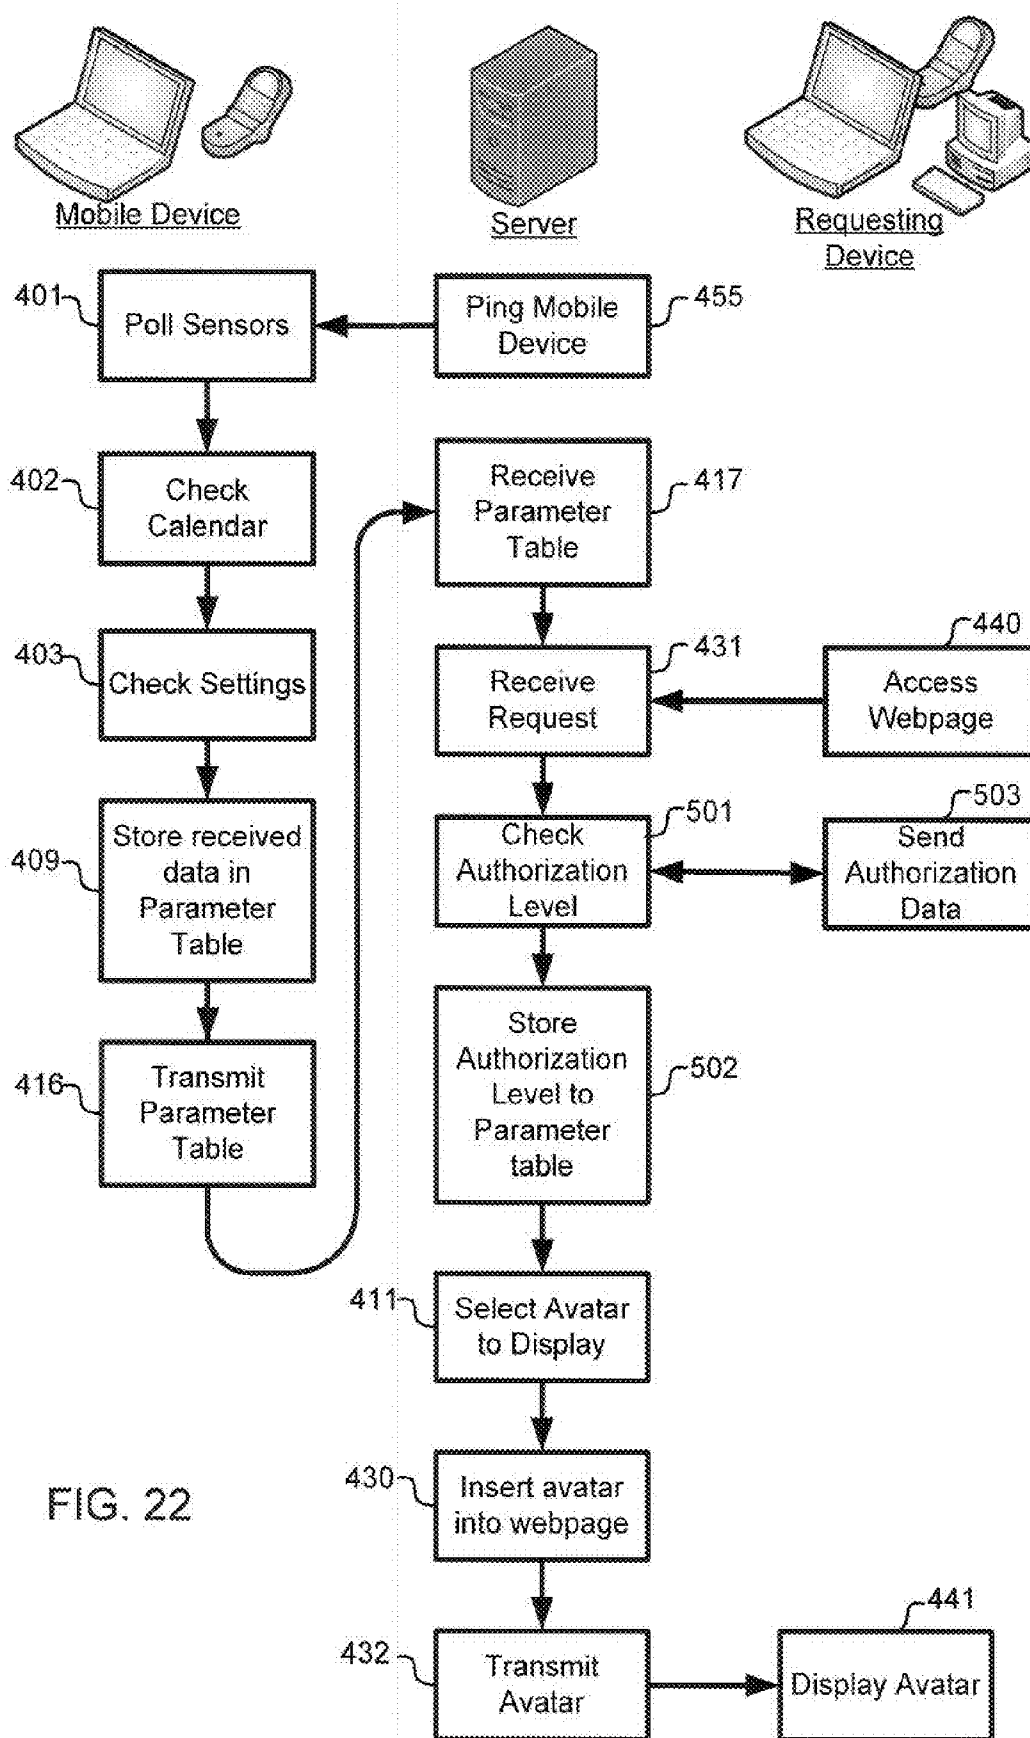 Mobile Device
Server
Requesting
Device
401
Poll Sensors
Ping Mobile
Device
455
402
Check
Calendar
Receive
Parameter
Table
417
403
Check Settings
Receive
Request
431
440
Access
Webpage
409
Store received
data in
Parameter
Table
Check
Authorization
Level
501
503
Send
Authorization
Data
416
Transmit
Parameter
Table
Store
Authorization
Level to
Parameter
table
502
411
Select Avatar
to Display
FIG. 22
430
Insert avatar
into webpage
432
Transmit
Avatar
441
Display Avatar